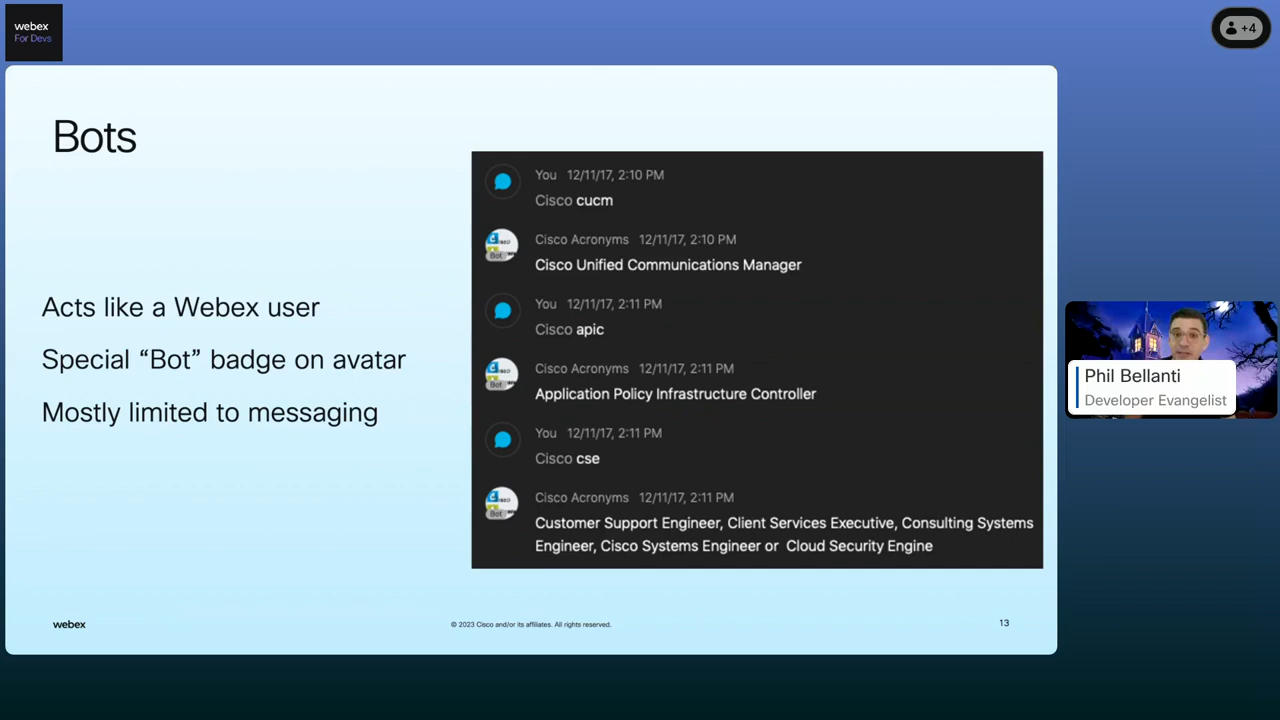 webex
For Devs
+4
Bots
Acts like a Webex user
Special “Bot” badge on avatar
Mostly limited to messaging
You 12/11/17, 2:10 PM
Cisco cucm
Cisco Acronyms 12/11/17, 2:10 PM
Bot
Cisco Unified Communications Manager
You 12/11/17, 2:11 PM
Cisco apic
Cisco Acronyms 12/11/17, 2:11 PM
Bot
Application Policy Infrastructure Controller
You 12/11/17, 2:11 PM
Cisco cse
Cisco Acronyms 12/11/17, 2:11 PM
Bot
Customer Support Engineer, Client Services Executive, Consulting Systems
Engineer, Cisco Systems Engineer or Cloud Security Engine
Phil Bellanti
Developer Evangelist
webex
© 2023 Cisco and/or its affiliates. All rights reserved.
13